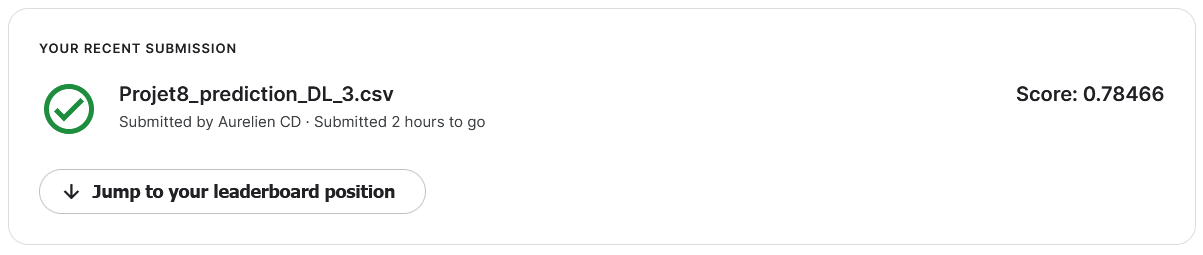 YOUR RECENT SUBMISSION
Projet8_prediction_DL_3.csv
Score: 0.78466
Submitted by Aurelien CD · Submitted 2 hours to go
Jump to your leaderboard position